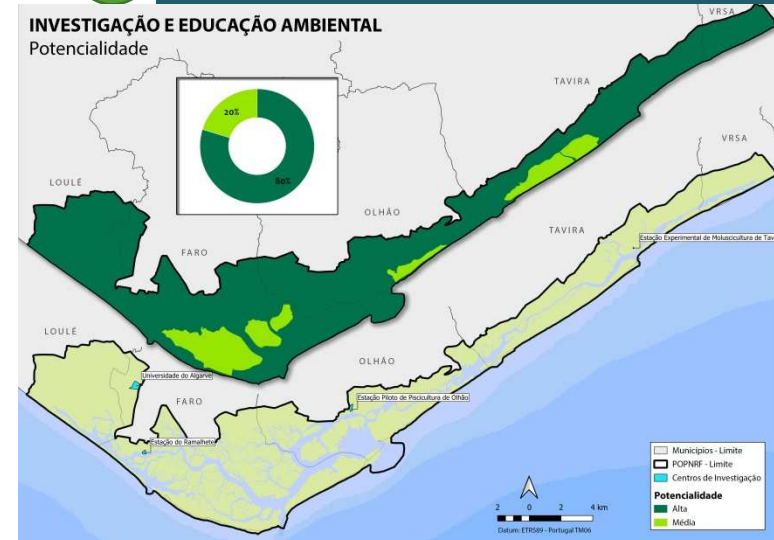 INVESTIGAÇÃO E EDUCAÇÃO AMBIENTAL
Potencialidade
VRSA
TAVIRA
20%
80%
LOULÉ
OLHÃO
FARO
VRSA
TAVIRA
Estação Experimental de Moluscicultura de Tav
LOULÉ
OLHÃO
Universidade do Algarve
FARO
Estação Piloto de Piscicultura de Olhão
Estação do Ramalhete
Municípios - Limite
POPNRF - Limite
Centros de Investigação
Potencialidade
Alta
Média
2 0 2 4 km
Datum: ETRS89 - Portugal TM06